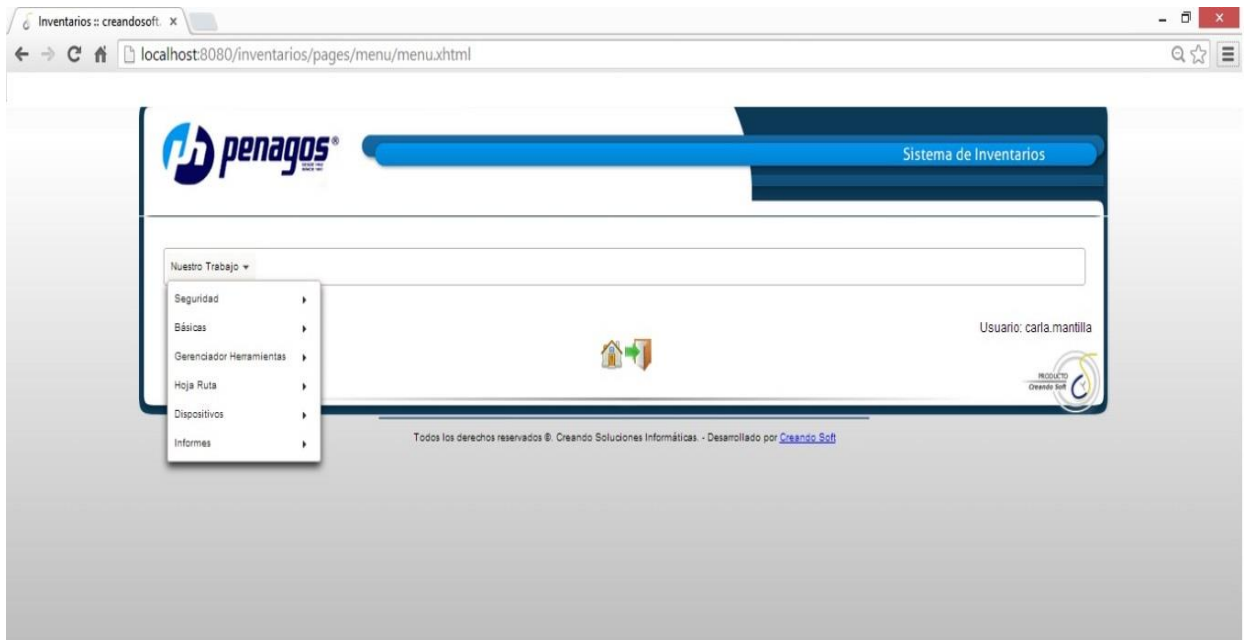 Inventarios :: creandosoft.
localhost:8080/inventarios/pages/menu/menu.xhtml
penagos®
Sistema de Inventarios
Nuestro Trabajo
Seguridad
Básicas
Gerenciador Herramientas
Hoja Ruta
Dispositivos
Informes
Usuario: carla.mantilla
PRODUCTO
Creando Soft
Todos los derechos reservados ©. Creando Soluciones Informáticas. - Desarrollado por Creando Soft